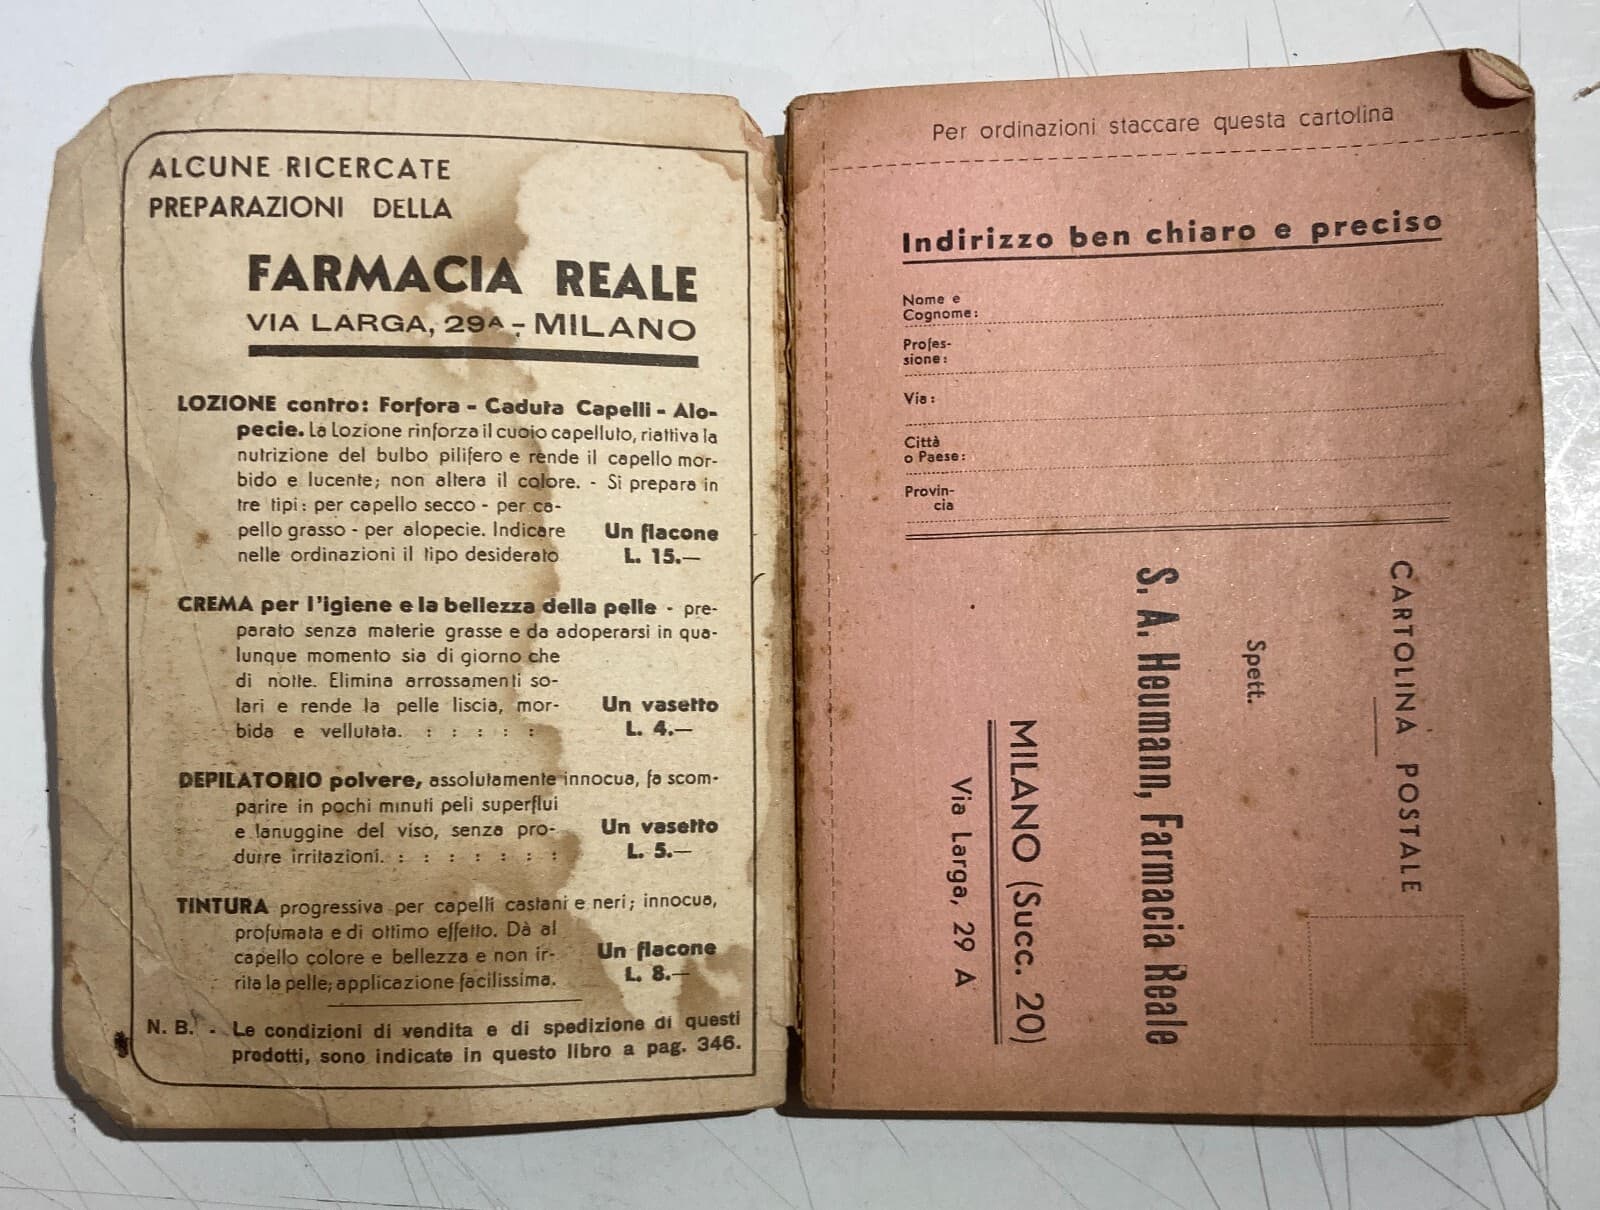 ALCUNE RICERCATE
PREPARAZIONI DELLA
FARMACIA REALE
VIA LARGA, 29A - MILANO
LOZIONE contro: Forfora - Caduta Capelli - Alo-
pecie. La Lozione rinforza il cuoio capelluto, riattiva la
nutrizione del bulbo pilifero e rende il capello mor-
bido e lucente; non altera il colore. - Si prepara in
tre tipi: per capello secco - per ca-
pello grasso - per alopecie. Indicare
nelle ordinazioni il tipo desiderato
Un flacone
L. 15.—
CREMA per l'igiene e la bellezza della pelle - pre-
parato senza materie grasse e da adoperarsi in qua-
lunque momento sia di giorno che
di notte. Elimina arrossamenti so-
lari e rende la pelle liscia, mor-
bida e vellutata. : : : : :
Un vasetto
L. 4.—
DEPILATORIO polvere, assolutamente innocua, fa scom-
parire in pochi minuti peli superflui
e lanuggine del viso, senza pro-
durre irritazioni. : : : : : : :
Un vasetto
L. 5.—
TINTURA progressiva per capelli castani e neri; innocua,
profumata e di ottimo effetto. Dà al
capello colore e bellezza e non ir-
rita la pelle; applicazione facilissima.
Un flacone
L. 8.—
N. B. - Le condizioni di vendita e di spedizione di questi
prodotti, sono indicate in questo libro a pag. 346.
Per ordinazioni staccare questa cartolina
Indirizzo ben chiaro e preciso
Nome e
Cognome:
Profes-
sione:
Via:
Città
o Paese:
Provin-
cia
CARTOLINA POSTALE
Spett.
S. A. Heumann, Farmacia Reale
MILANO (Succ. 20)
Via Larga, 29 A